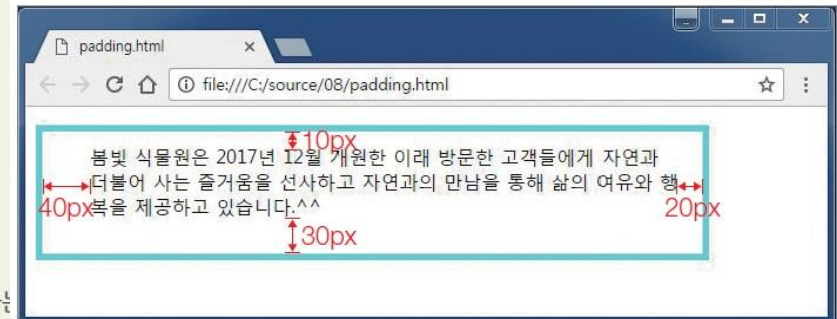 padding.html
file:///C:/source/08/padding.html
10px
봄빛 식물원은 2017년 12월 개원한 이래 방문한 고객들에게 자연과
더불어 사는 즐거움을 선사하고 자연과의 만남을 통해 삶의 여유와 행
복을 제공하고 있습니다.^^
40px
20px
30px